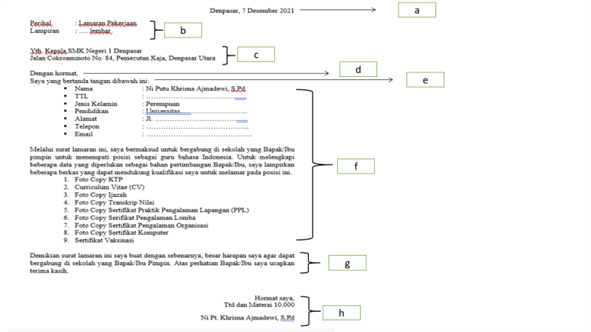 Denpasar, 7 Desember 2021
a
Perihal : Lamaran Pekerjaan
Lampiran : .... lembar
b
Yth. Kepala SMK Negeri 1 Denpasar
Jalan Cokroaminoto No. 84, Pemecutan Kaja, Denpasar Utara
c
Dengan hormat,
d
Saya yang bertanda tangan dibawah ini:
e
• Nama : Ni Putu Khrisna Ajmadewi, S.Pd
• TTL : ........................................
• Jenis Kelamin : Perempuan
• Pendidikan : Universitas........................
• Alamat : Jl. ................................
• Telepon : ........................................
• Email : ........................................
Melalui surat lamaran ini, saya bermaksud untuk bergabung di sekolah yang Bapak/Ibu
pimpin untuk menempati posisi sebagai guru bahasa Indonesia. Untuk melengkapi
beberapa data yang diperlukan sebagai bahan pertimbangan Bapak/Ibu, saya lampirkan
beberapa berkas yang dapat mendukung kualifikasi saya untuk melamar pada posisi ini.
f
1. Foto Copy KTP
2. Curriculum Vitae (CV)
3. Foto Copy Ijazah
4. Foto Copy Transkrip Nilai
5. Foto Copy Sertifikat Praktik Pengalaman Lapangan (PPL)
6. Foto Copy Serifikat Pengalaman Lomba
7. Foto Copy Sertifikat Pengalaman Organisasi
8. Foto Copy Sertifikat Komputer
9. Sertifikat Vaksinasi
Demikian surat lamaran ini saya buat dengan sebenarnya, besar harapan saya agar dapat
bergabung di sekolah yang Bapak/Ibu Pimpin. Atas perhatian Bapak/Ibu saya ucapkan
terima kasih.
g
Hormat saya,
Ttd dan Materai 10.000
h
Ni Pt. Khrisna Ajmadewi, S.Pd